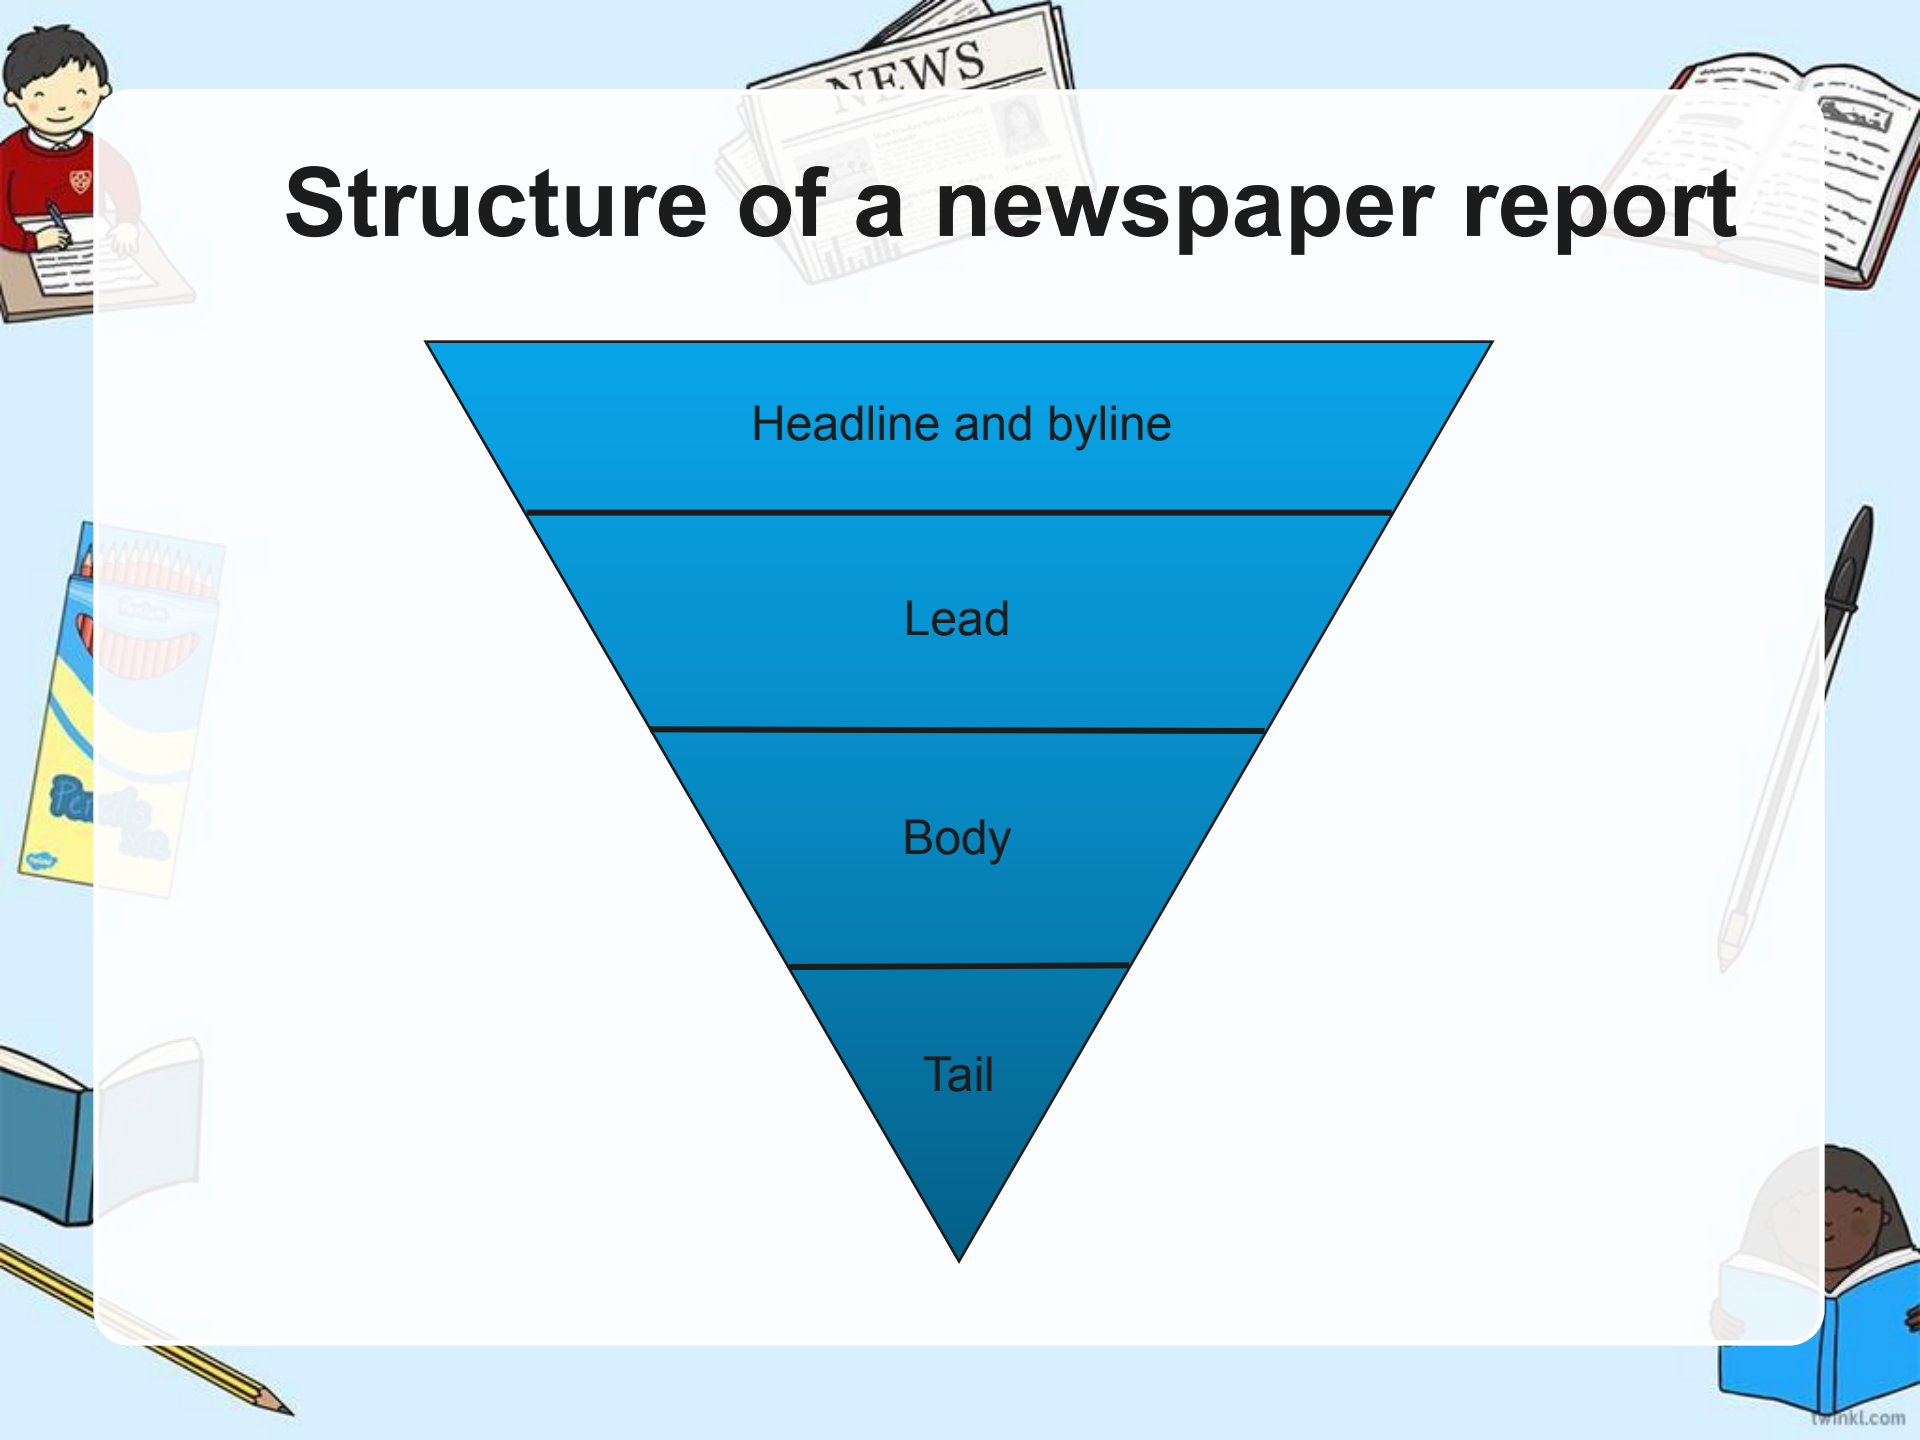 NEWS
Structure of a newspaper report
Headline and byline
Lead
Body
Tail
twinkl.com